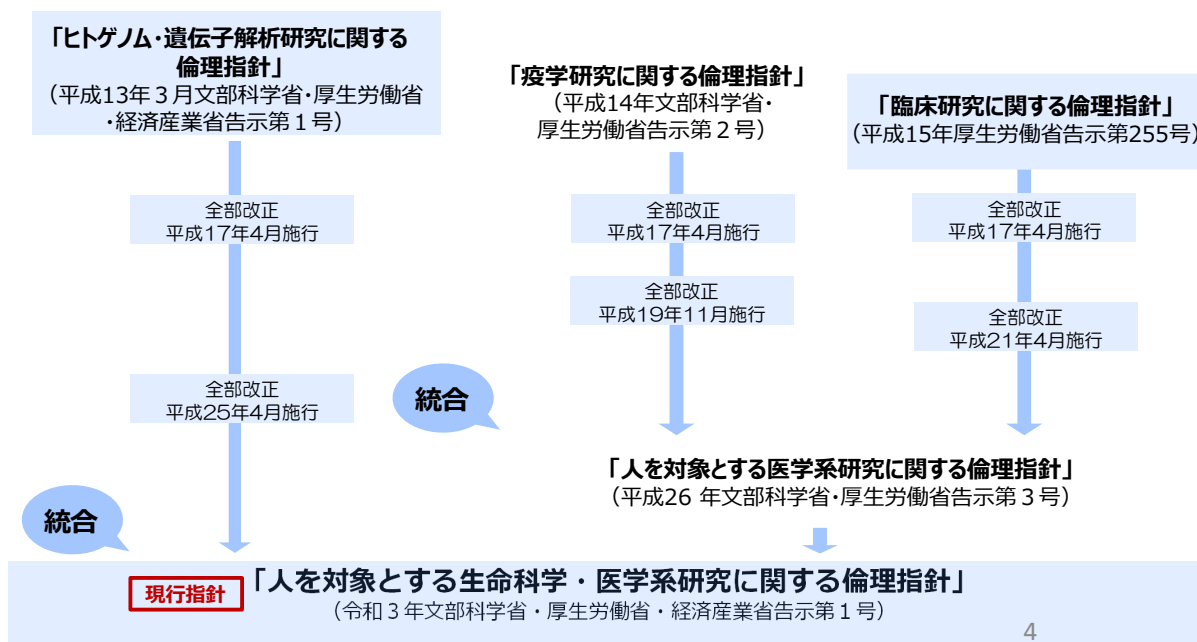 「ヒトゲノム・遺伝子解析研究に関する
倫理指針」
（平成13年３月文部科学省・厚生労働省
・経済産業省告示第１号）
「疫学研究に関する倫理指針」
（平成14年文部科学省・
厚生労働省告示第２号）
「臨床研究に関する倫理指針」
（平成15年厚生労働省告示第255号）
全部改正
平成17年4月施行
全部改正
平成17年4月施行
全部改正
平成17年4月施行
全部改正
平成19年11月施行
全部改正
平成21年4月施行
全部改正
平成25年4月施行
統合
「人を対象とする医学系研究に関する倫理指針」
（平成26 年文部科学省・厚生労働省告示第３号）
統合
現行指針
「人を対象とする生命科学・医学系研究に関する倫理指針」
（令和３年文部科学省・厚生労働省・経済産業省告示第１号）
4